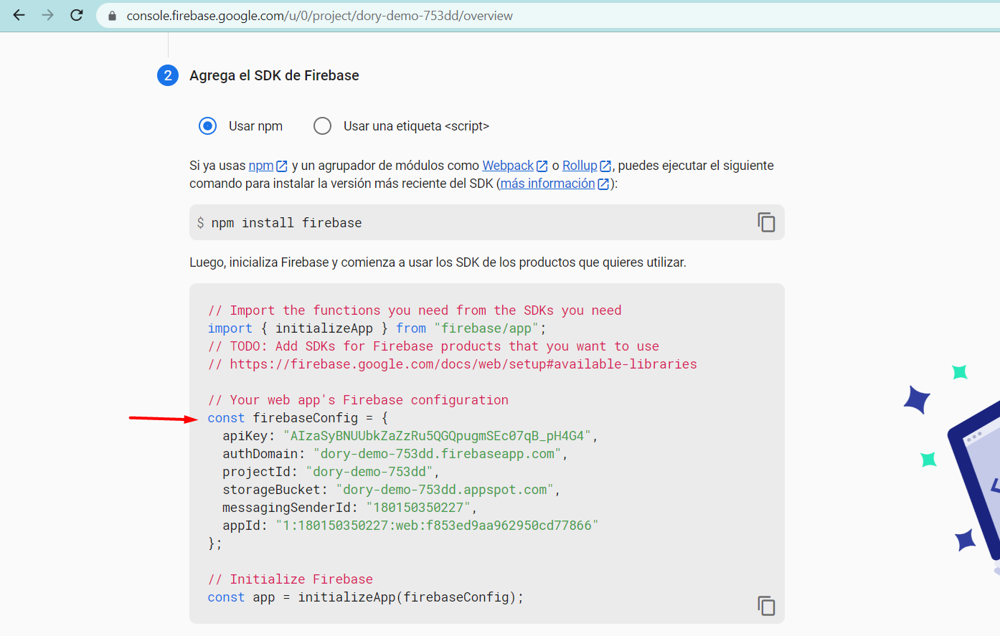 console.firebase.google.com/u/0/project/dory-demo-753dd/overview
2 Agrega el SDK de Firebase
Usar npm Usar una etiqueta <script>
Si ya usas npm y un agrupador de módulos como Webpack o Rollup, puedes ejecutar el siguiente
comando para instalar la versión más reciente del SDK (más información):
$ npm install firebase
Luego, inicializa Firebase y comienza a usar los SDK de los productos que quieres utilizar.
// Import the functions you need from the SDKs you need
import { initializeApp } from "firebase/app";
// TODO: Add SDKs for Firebase products that you want to use
// https://firebase.google.com/docs/web/setup#available-libraries
// Your web app's Firebase configuration
const firebaseConfig = {
apiKey: "AIzaSyBNUUbkZaZzRu5QGQpugmSEc07qB_pH4G4",
authDomain: "dory-demo-753dd.firebaseapp.com",
projectId: "dory-demo-753dd",
storageBucket: "dory-demo-753dd.appspot.com",
messagingSenderId: "180150350227",
appId: "1:180150350227:web:f853ed9aa962950cd77866"
};
// Initialize Firebase
const app = initializeApp(firebaseConfig);